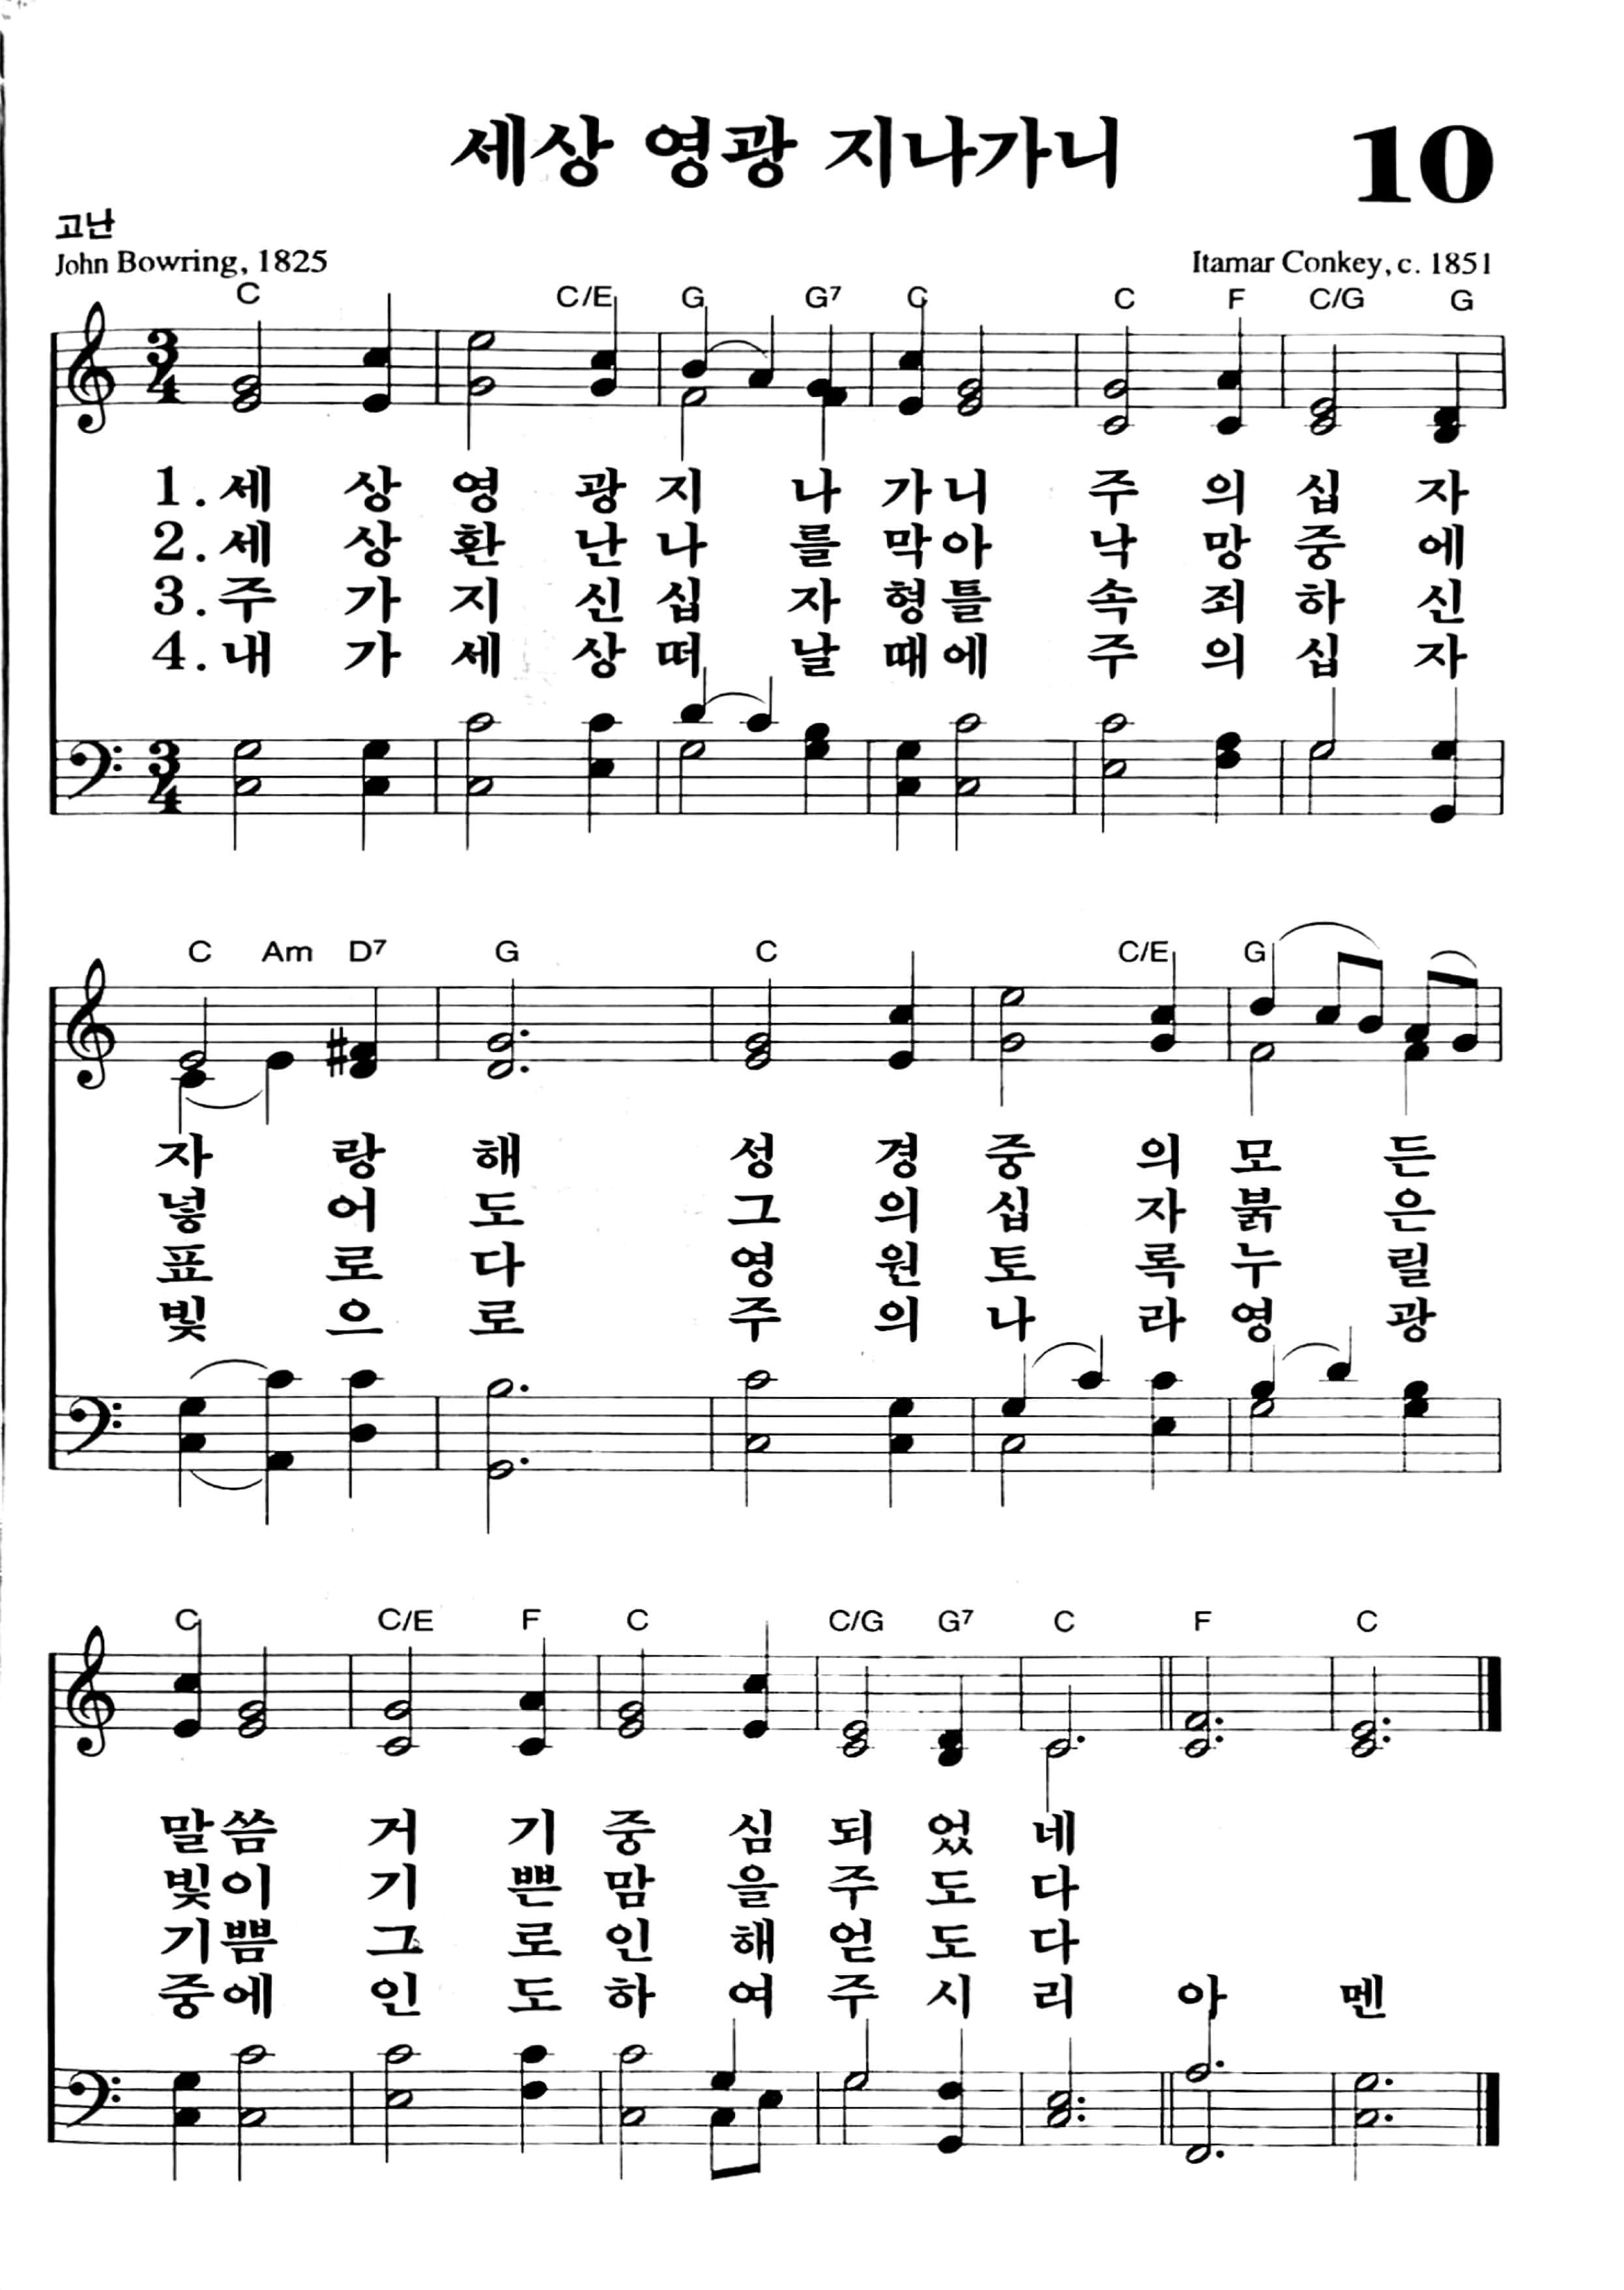 세상 영광 지나가니 10
고난
John Bowring, 1825 Itamar Conkey, c. 1851
C C/E G G7 C C F C/G G
3 4
1. 세 상 영 광 지 나 가 니 주 의 십 자
2. 세 상 환 난 나 를 막 아 낙 망 중 에
3. 주 가 지 신 십 자 형 틀 속 죄 하 신
4. 내 가 세 상 떠 날 때 에 주 의 십 자
3 4
C Am D7 G C C/E G
자 랑 해 성 경 중 의 모 든
넣 어 도 그 의 십 자 붉 은
표 로 다 영 원 토 록 누 릴
빛 으 로 주 의 나 라 영 광
C C/E F C C/G G7 C F C
말 씀 거 기 중 심 되 었 네
빛 이 기 쁜 맘 을 주 도 다
기 쁨 그 로 인 해 얻 도 다
중 에 인 도 하 여 주 시 리 아 멘